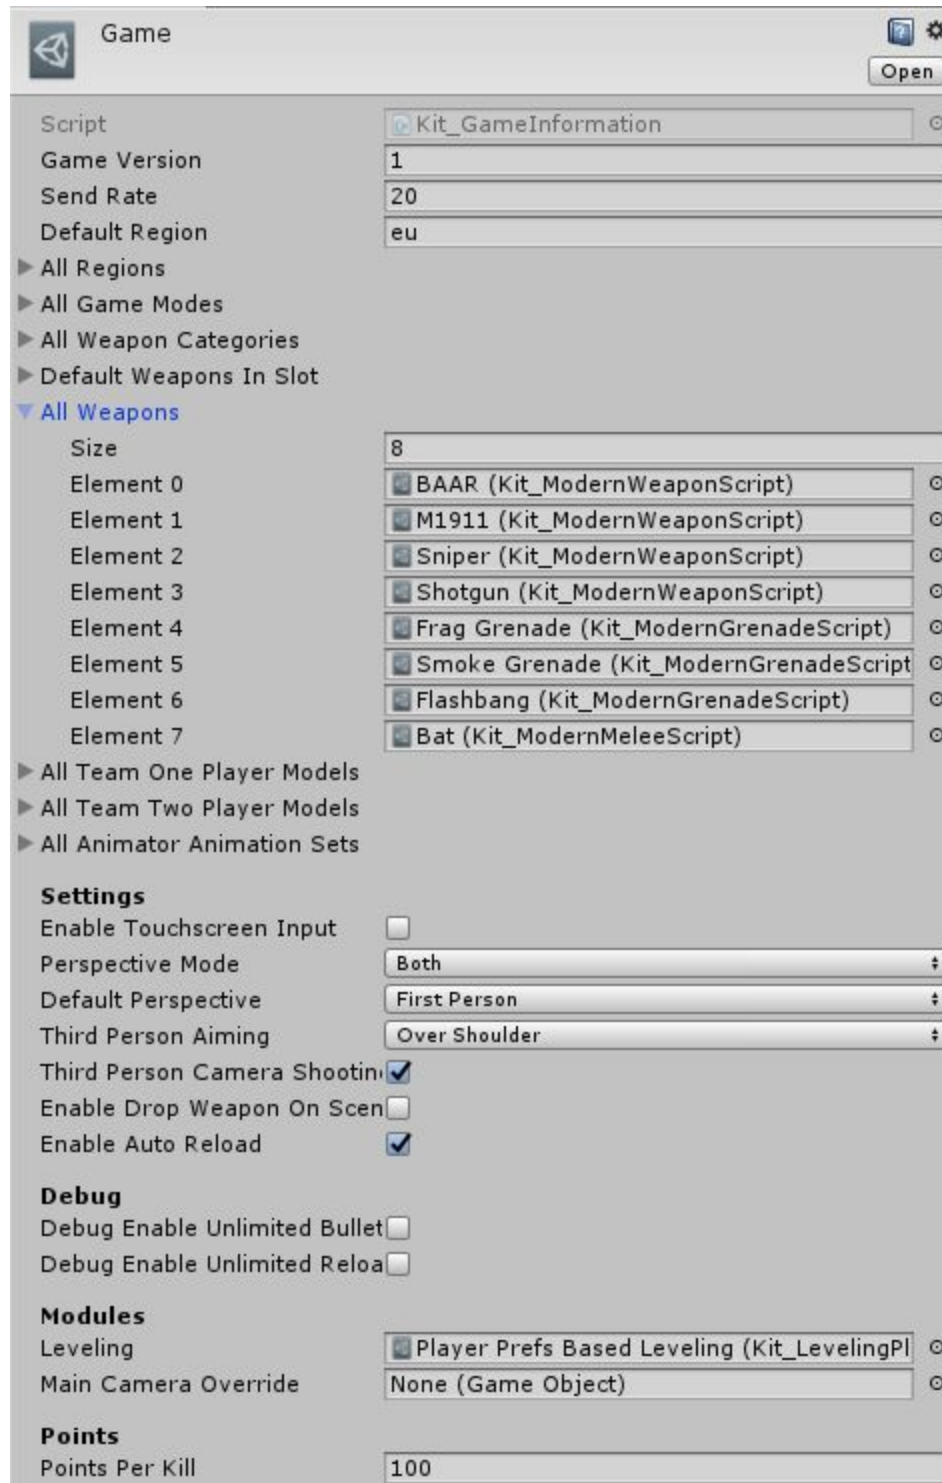 Game
Open
Script Kit_GameInformation
Game Version 1
Send Rate 20
Default Region eu
All Regions
All Game Modes
All Weapon Categories
Default Weapons In Slot
All Weapons
Size 8
Element 0 BAAR (Kit_ModernWeaponScript)
Element 1 M1911 (Kit_ModernWeaponScript)
Element 2 Sniper (Kit_ModernWeaponScript)
Element 3 Shotgun (Kit_ModernWeaponScript)
Element 4 Frag Grenade (Kit_ModernGrenadeScript)
Element 5 Smoke Grenade (Kit_ModernGrenadeScript
Element 6 Flashbang (Kit_ModernGrenadeScript)
Element 7 Bat (Kit_ModernMeleeScript)
All Team One Player Models
All Team Two Player Models
All Animator Animation Sets
Settings
Enable Touchscreen Input
Perspective Mode Both
Default Perspective First Person
Third Person Aiming Over Shoulder
Third Person Camera Shootin
Enable Drop Weapon On Scen
Enable Auto Reload
Debug
Debug Enable Unlimited Bullet
Debug Enable Unlimited Reloa
Modules
Leveling Player Prefs Based Leveling (Kit_LevelingPl
Main Camera Override None (Game Object)
Points
Points Per Kill 100